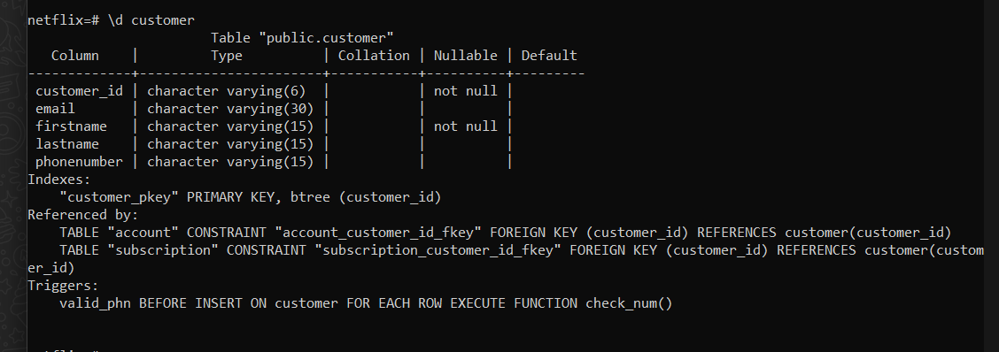 netflix=# \d customer
                      Table "public.customer"
   Column    |         Type          | Collation | Nullable | Default
-------------+-----------------------+-----------+----------+---------
 customer_id | character varying(6)  |           | not null |
 email       | character varying(30) |           |          |
 firstname   | character varying(15) |           | not null |
 lastname    | character varying(15) |           |          |
 phonenumber | character varying(15) |           |          |
Indexes:
    "customer_pkey" PRIMARY KEY, btree (customer_id)
Referenced by:
    TABLE "account" CONSTRAINT "account_customer_id_fkey" FOREIGN KEY (customer_id) REFERENCES customer(customer_id)
    TABLE "subscription" CONSTRAINT "subscription_customer_id_fkey" FOREIGN KEY (customer_id) REFERENCES customer(custom
er_id)
Triggers:
    valid_phn BEFORE INSERT ON customer FOR EACH ROW EXECUTE FUNCTION check_num()